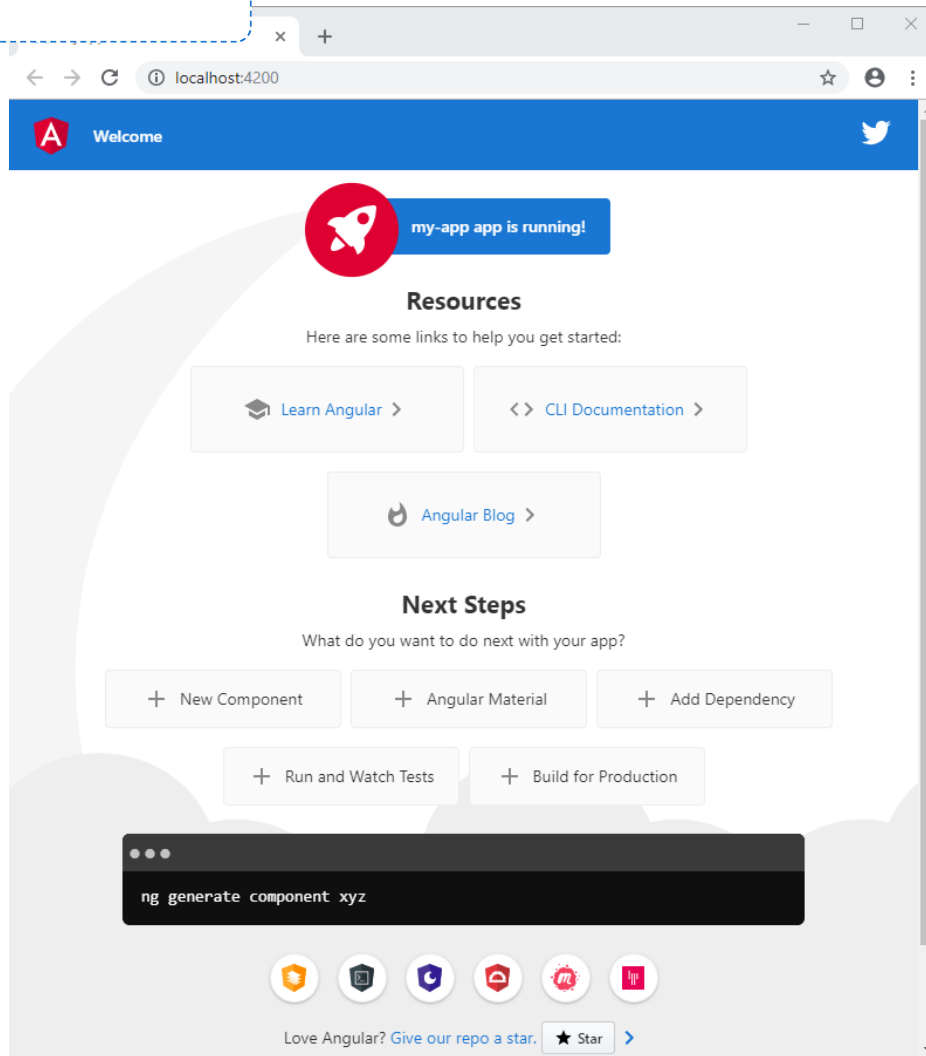 localhost:4200
Welcome
my-app app is running!
Resources
Here are some links to help you get started:
Learn Angular
CLI Documentation
Angular Blog
Next Steps
What do you want to do next with your app?
New Component
Angular Material
Add Dependency
Run and Watch Tests
Build for Production
ng generate component xyz
Love Angular? Give our repo a star. Star